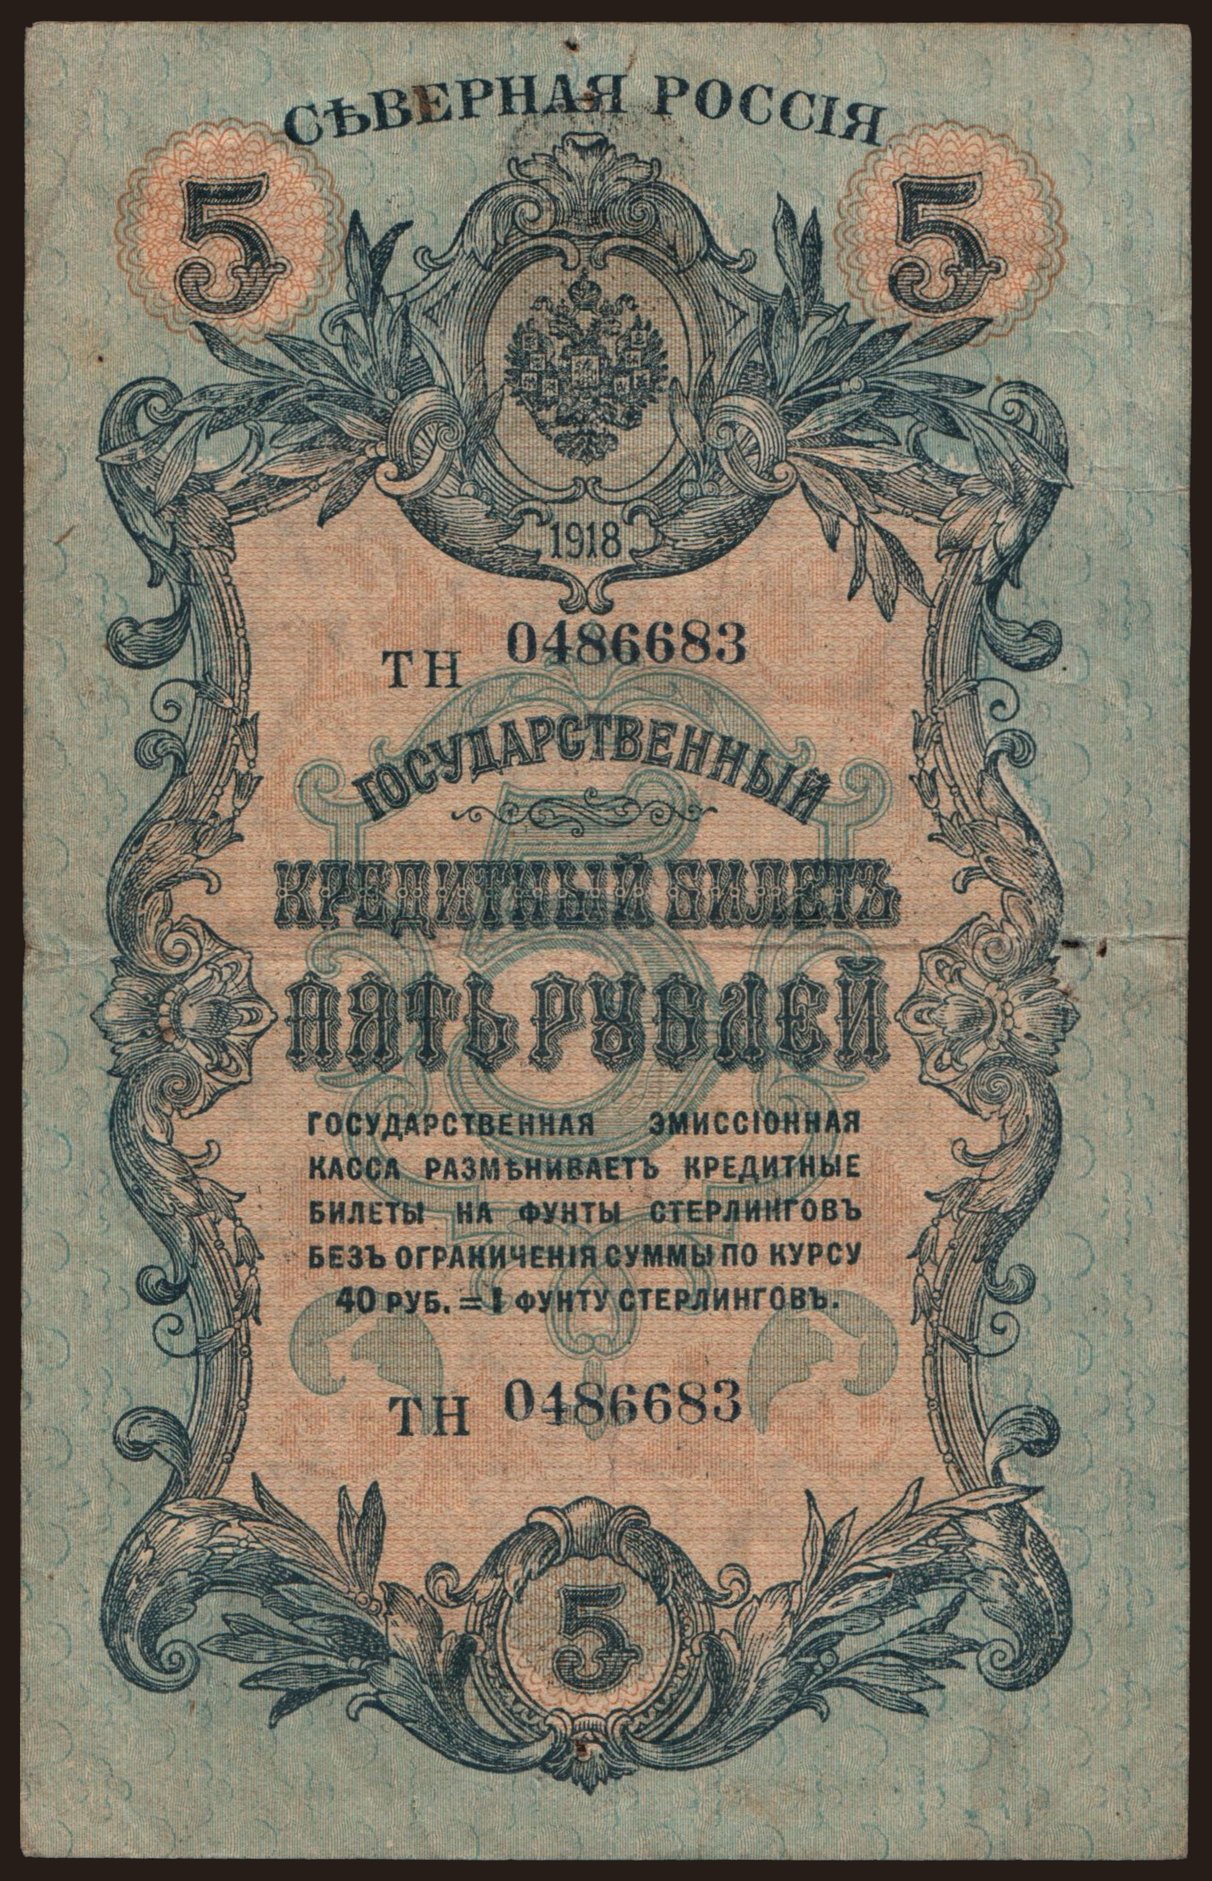 СѢВЕРНАЯ РОССІЯ
5 5
1918
ТН 0486683
ГОСУДАРСТВЕННЫЙ
КРЕДИТНЫЙ БИЛЕТЪ
ПЯТЬ РУБЛЕЙ
ГОСУДАРСТВЕННАЯ ЭМИССІОННАЯ
КАССА РАЗМѢНИВАЕТЪ КРЕДИТНЫЕ
БИЛЕТЫ НА ФУНТЫ СТЕРЛИНГОВЪ
БЕЗЪ ОГРАНИЧЕНІЯ СУММЫ ПО КУРСУ
40 РУБ. = 1 ФУНТУ СТЕРЛИНГОВЪ.
ТН 0486683
5